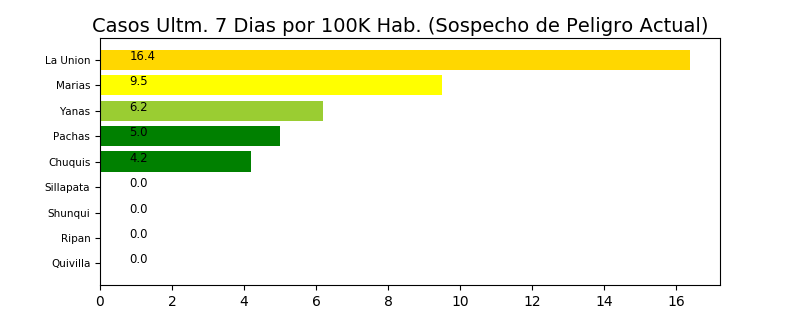 Casos Ultm. 7 Dias por 100K Hab. (Sospecho de Peligro Actual)
La Union 16.4
Marias 9.5
Yanas 6.2
Pachas 5.0
Chuquis 4.2
Sillapata 0.0
Shunqui 0.0
Ripan 0.0
Quivilla 0.0
0 2 4 6 8 10 12 14 16